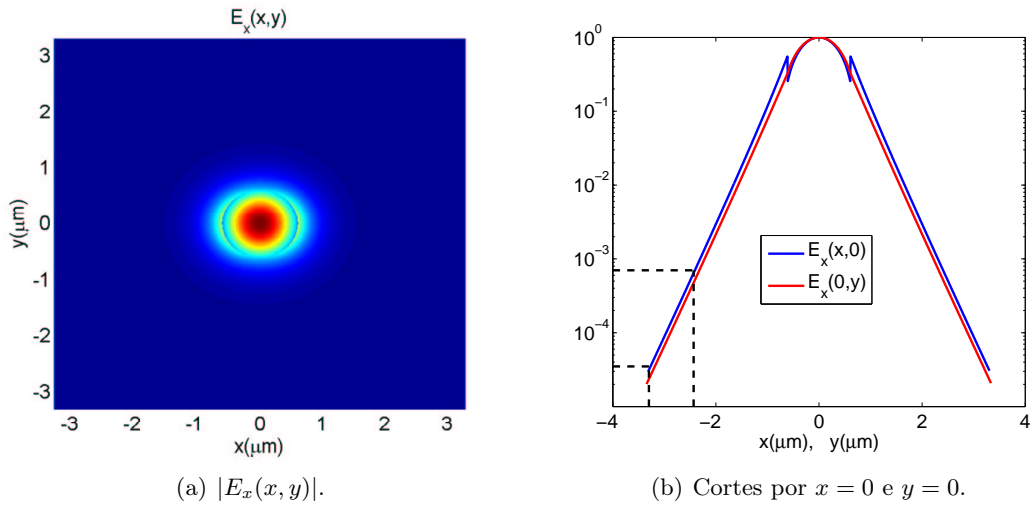 E_x(x,y)
3
2
1
0
-1
-2
-3
y(μm)
-3 -2 -1 0 1 2 3
x(μm)
(a) |E_x(x, y)|.
10^0
10^−1
10^−2
10^−3
10^−4
E_x(x,0)
E_x(0,y)
−4 −2 0 2 4
x(μm), y(μm)
(b) Cortes por x = 0 e y = 0.